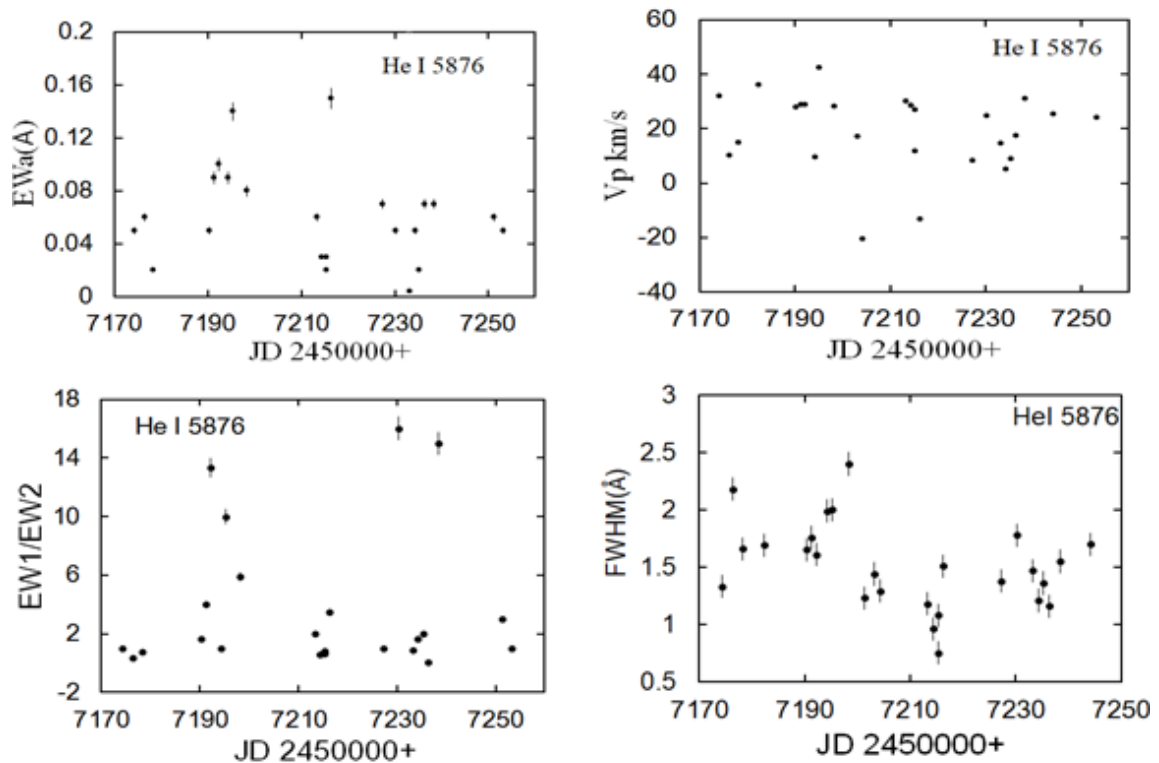 0.2
0.16
0.12
0.08
0.04
0
EWa(Å)
He I 5876
7170 7190 7210 7230 7250
JD 2450000+
60
40
20
0
-20
-40
Vp km/s
He I 5876
7170 7190 7210 7230 7250
JD 2450000+
18
14
10
6
2
-2
EW1/EW2
He I 5876
7170 7190 7210 7230 7250
JD 2450000+
3
2.5
2
1.5
1
0.5
FWHM(Å)
HeI 5876
7170 7190 7210 7230 7250
JD 2450000+